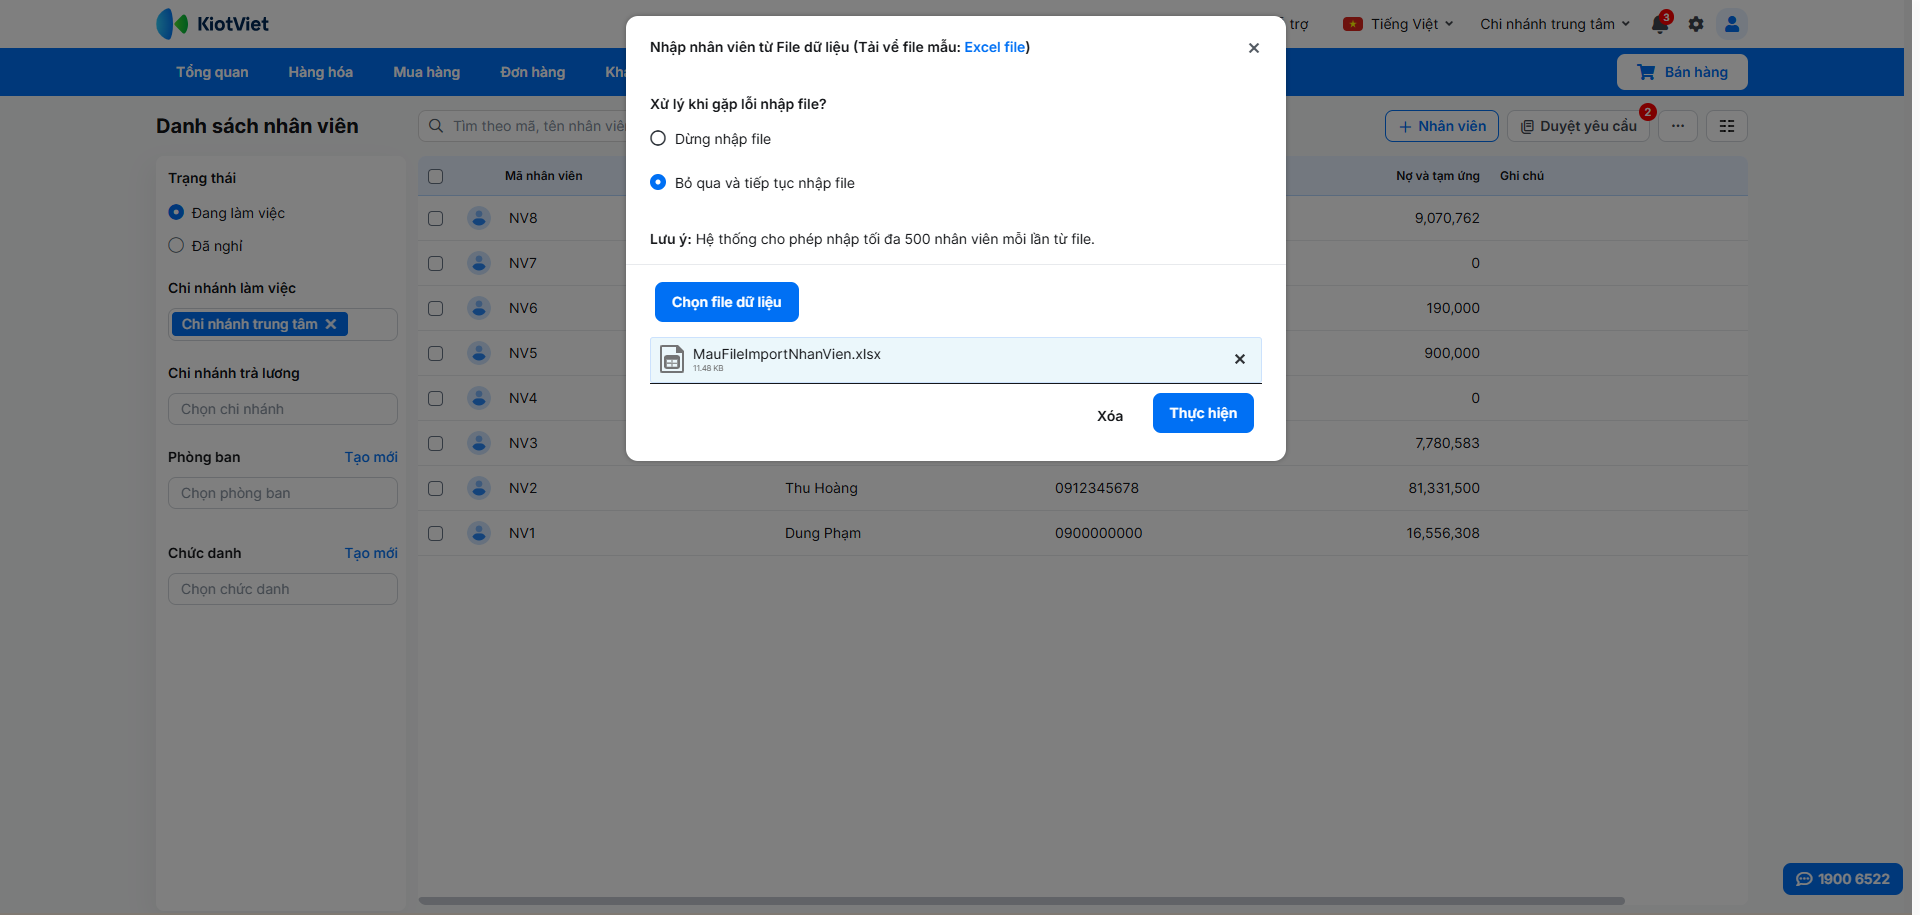 KiotViet
trợ
Tiếng Việt
Chi nhánh trung tâm
3
Tổng quan
Hàng hóa
Mua hàng
Đơn hàng
Bán hàng
Nhập nhân viên từ File dữ liệu (Tải về file mẫu: Excel file)
Xử lý khi gặp lỗi nhập file?
Dừng nhập file
Bỏ qua và tiếp tục nhập file
Lưu ý: Hệ thống cho phép nhập tối đa 500 nhân viên mỗi lần từ file.
Chọn file dữ liệu
MauFileImportNhanVien.xlsx
11.48 KB
Xóa
Thực hiện
Danh sách nhân viên
Tìm theo mã, tên nhân
Nhân viên
Duyệt yêu cầu
2
Trạng thái
Đang làm việc
Đã nghỉ
Chi nhánh làm việc
Chi nhánh trung tâm
Chi nhánh trả lương
Chọn chi nhánh
Phòng ban
Tạo mới
Chọn phòng ban
Chức danh
Tạo mới
Chọn chức danh
Mã nhân viên
Nợ và tạm ứng
Ghi chú
NV8
9,070,762
NV7
0
NV6
190,000
NV5
900,000
NV4
0
NV3
7,780,583
NV2
Thu Hoàng
0912345678
81,331,500
NV1
Dung Phạm
0900000000
16,556,308
1900 6522